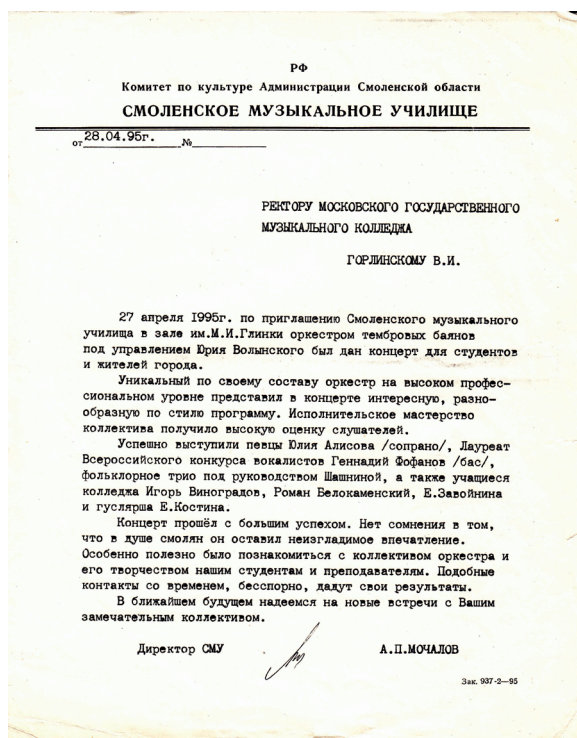 РФ
Комитет по культуре Администрации Смоленской области
СМОЛЕНСКОЕ МУЗЫКАЛЬНОЕ УЧИЛИЩЕ
от 28.04.95г. №
РЕКТОРУ МОСКОВСКОГО ГОСУДАРСТВЕННОГО
МУЗЫКАЛЬНОГО КОЛЛЕДЖА
ГОРЛИНСКОМУ В.И.
27 апреля 1995г. по приглашению Смоленского музыкального
училища в зале им.М.И.Глинки оркестром тембровых баянов
под управлением Юрия Волынского был дан концерт для студентов
и жителей города.
Уникальный по своему составу оркестр на высоком профес-
сиональном уровне представил в концерте интересную, разно-
образную по стилю программу. Исполнительское мастерство
коллектива получило высокую оценку слушателей.
Успешно выступили певцы Юлия Алисова /сопрано/, Лауреат
Всероссийского конкурса вокалистов Геннадий Фофанов /бас/,
фольклорное трио под руководством Шашниной, а также учащиеся
колледжа Игорь Виноградов, Роман Белокаменский, Е.Завойнина
и гуслярша Е.Костина.
Концерт прошёл с большим успехом. Нет сомнения в том,
что в душе смолян он оставил неизгладимое впечатление.
Особенно полезно было познакомиться с коллективом оркестра и
его творчеством нашим студентам и преподавателям. Подобные
контакты со временем, бесспорно, дадут свои результаты.
В ближайшем будущем надеемся на новые встречи с Вашим
замечательным коллективом.
Директор СМУ А.П.МОЧАЛОВ
Зак. 937-2—95